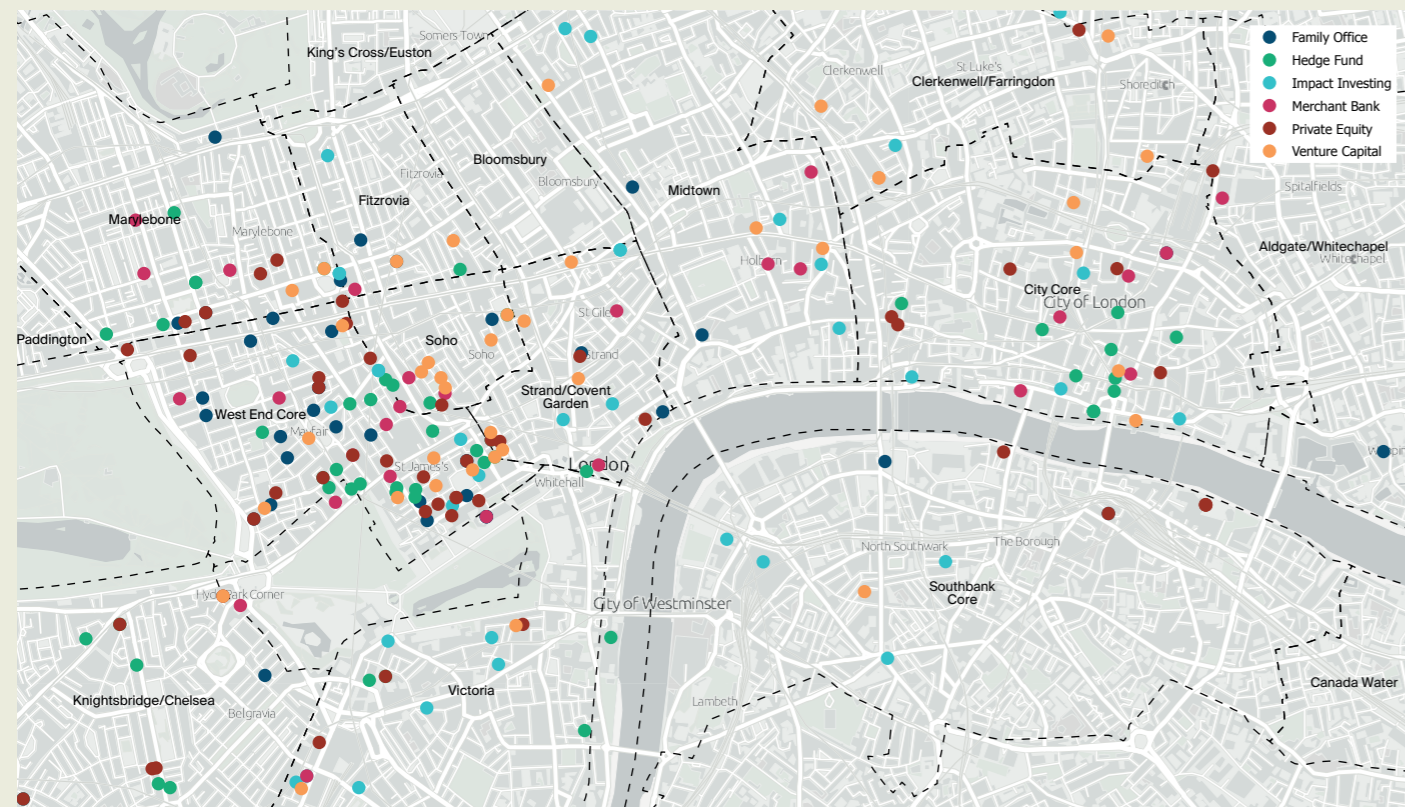 Somers Town
King's Cross/Euston
Clerkenwell
St Luke's
Clerkenwell/Farringdon
Shoreditch
Family Office
Hedge Fund
Impact Investing
Merchant Bank
Private Equity
Venture Capital
Bloomsbury
Fitzrovia
Bloomsbury
Midtown
Spitalfields
Fitzrovia
Marylebone
Marylebone
Aldgate/Whitechapel
Whitechapel
Holborn
City Core
City of London
St Giles
Paddington
Soho
Soho
Strand
Strand/Covent
Garden
West End Core
Mayfair
St James's
London
Whitehall
North Southwark
The Borough
Southbank
Core
Hyde Park Corner
City of Westminster
Canada Water
Victoria
Knightsbridge/Chelsea
Belgravia
Lambeth